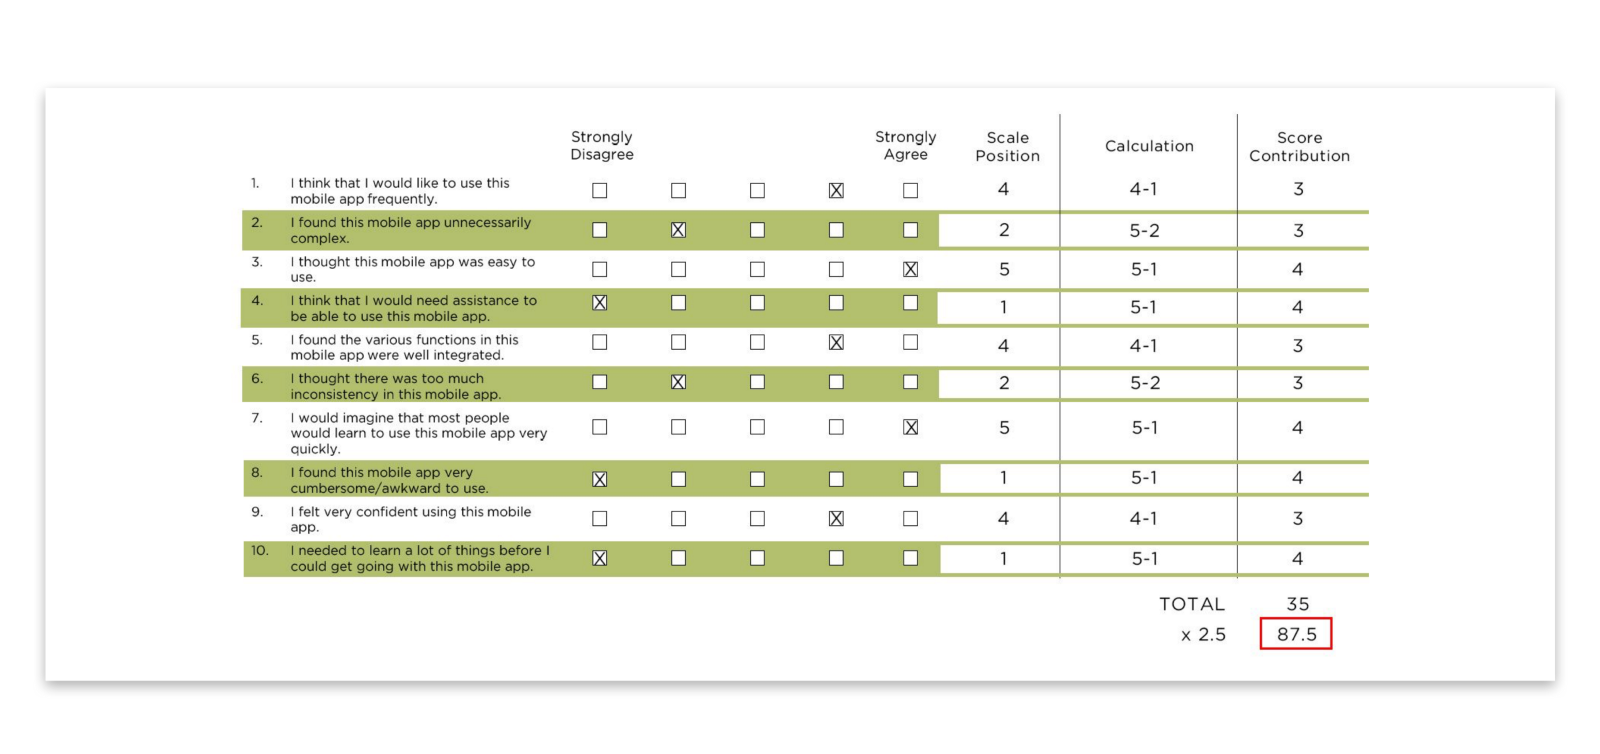 Strongly Disagree
Strongly Agree
Scale Position
Calculation
Score Contribution
1. I think that I would like to use this
mobile app frequently.
X
4
4-1
3
2. I found this mobile app unnecessarily
complex.
X
2
5-2
3
3. I thought this mobile app was easy to
use.
X
5
5-1
4
4. I think that I would need assistance to
be able to use this mobile app.
X
1
5-1
4
5. I found the various functions in this
mobile app were well integrated.
X
4
4-1
3
6. I thought there was too much
inconsistency in this mobile app.
X
2
5-2
3
7. I would imagine that most people
would learn to use this mobile app very
quickly.
X
5
5-1
4
8. I found this mobile app very
cumbersome/awkward to use.
X
1
5-1
4
9. I felt very confident using this mobile
app.
X
4
4-1
3
10. I needed to learn a lot of things before I
could get going with this mobile app.
X
1
5-1
4
TOTAL 35
x 2.5 87.5